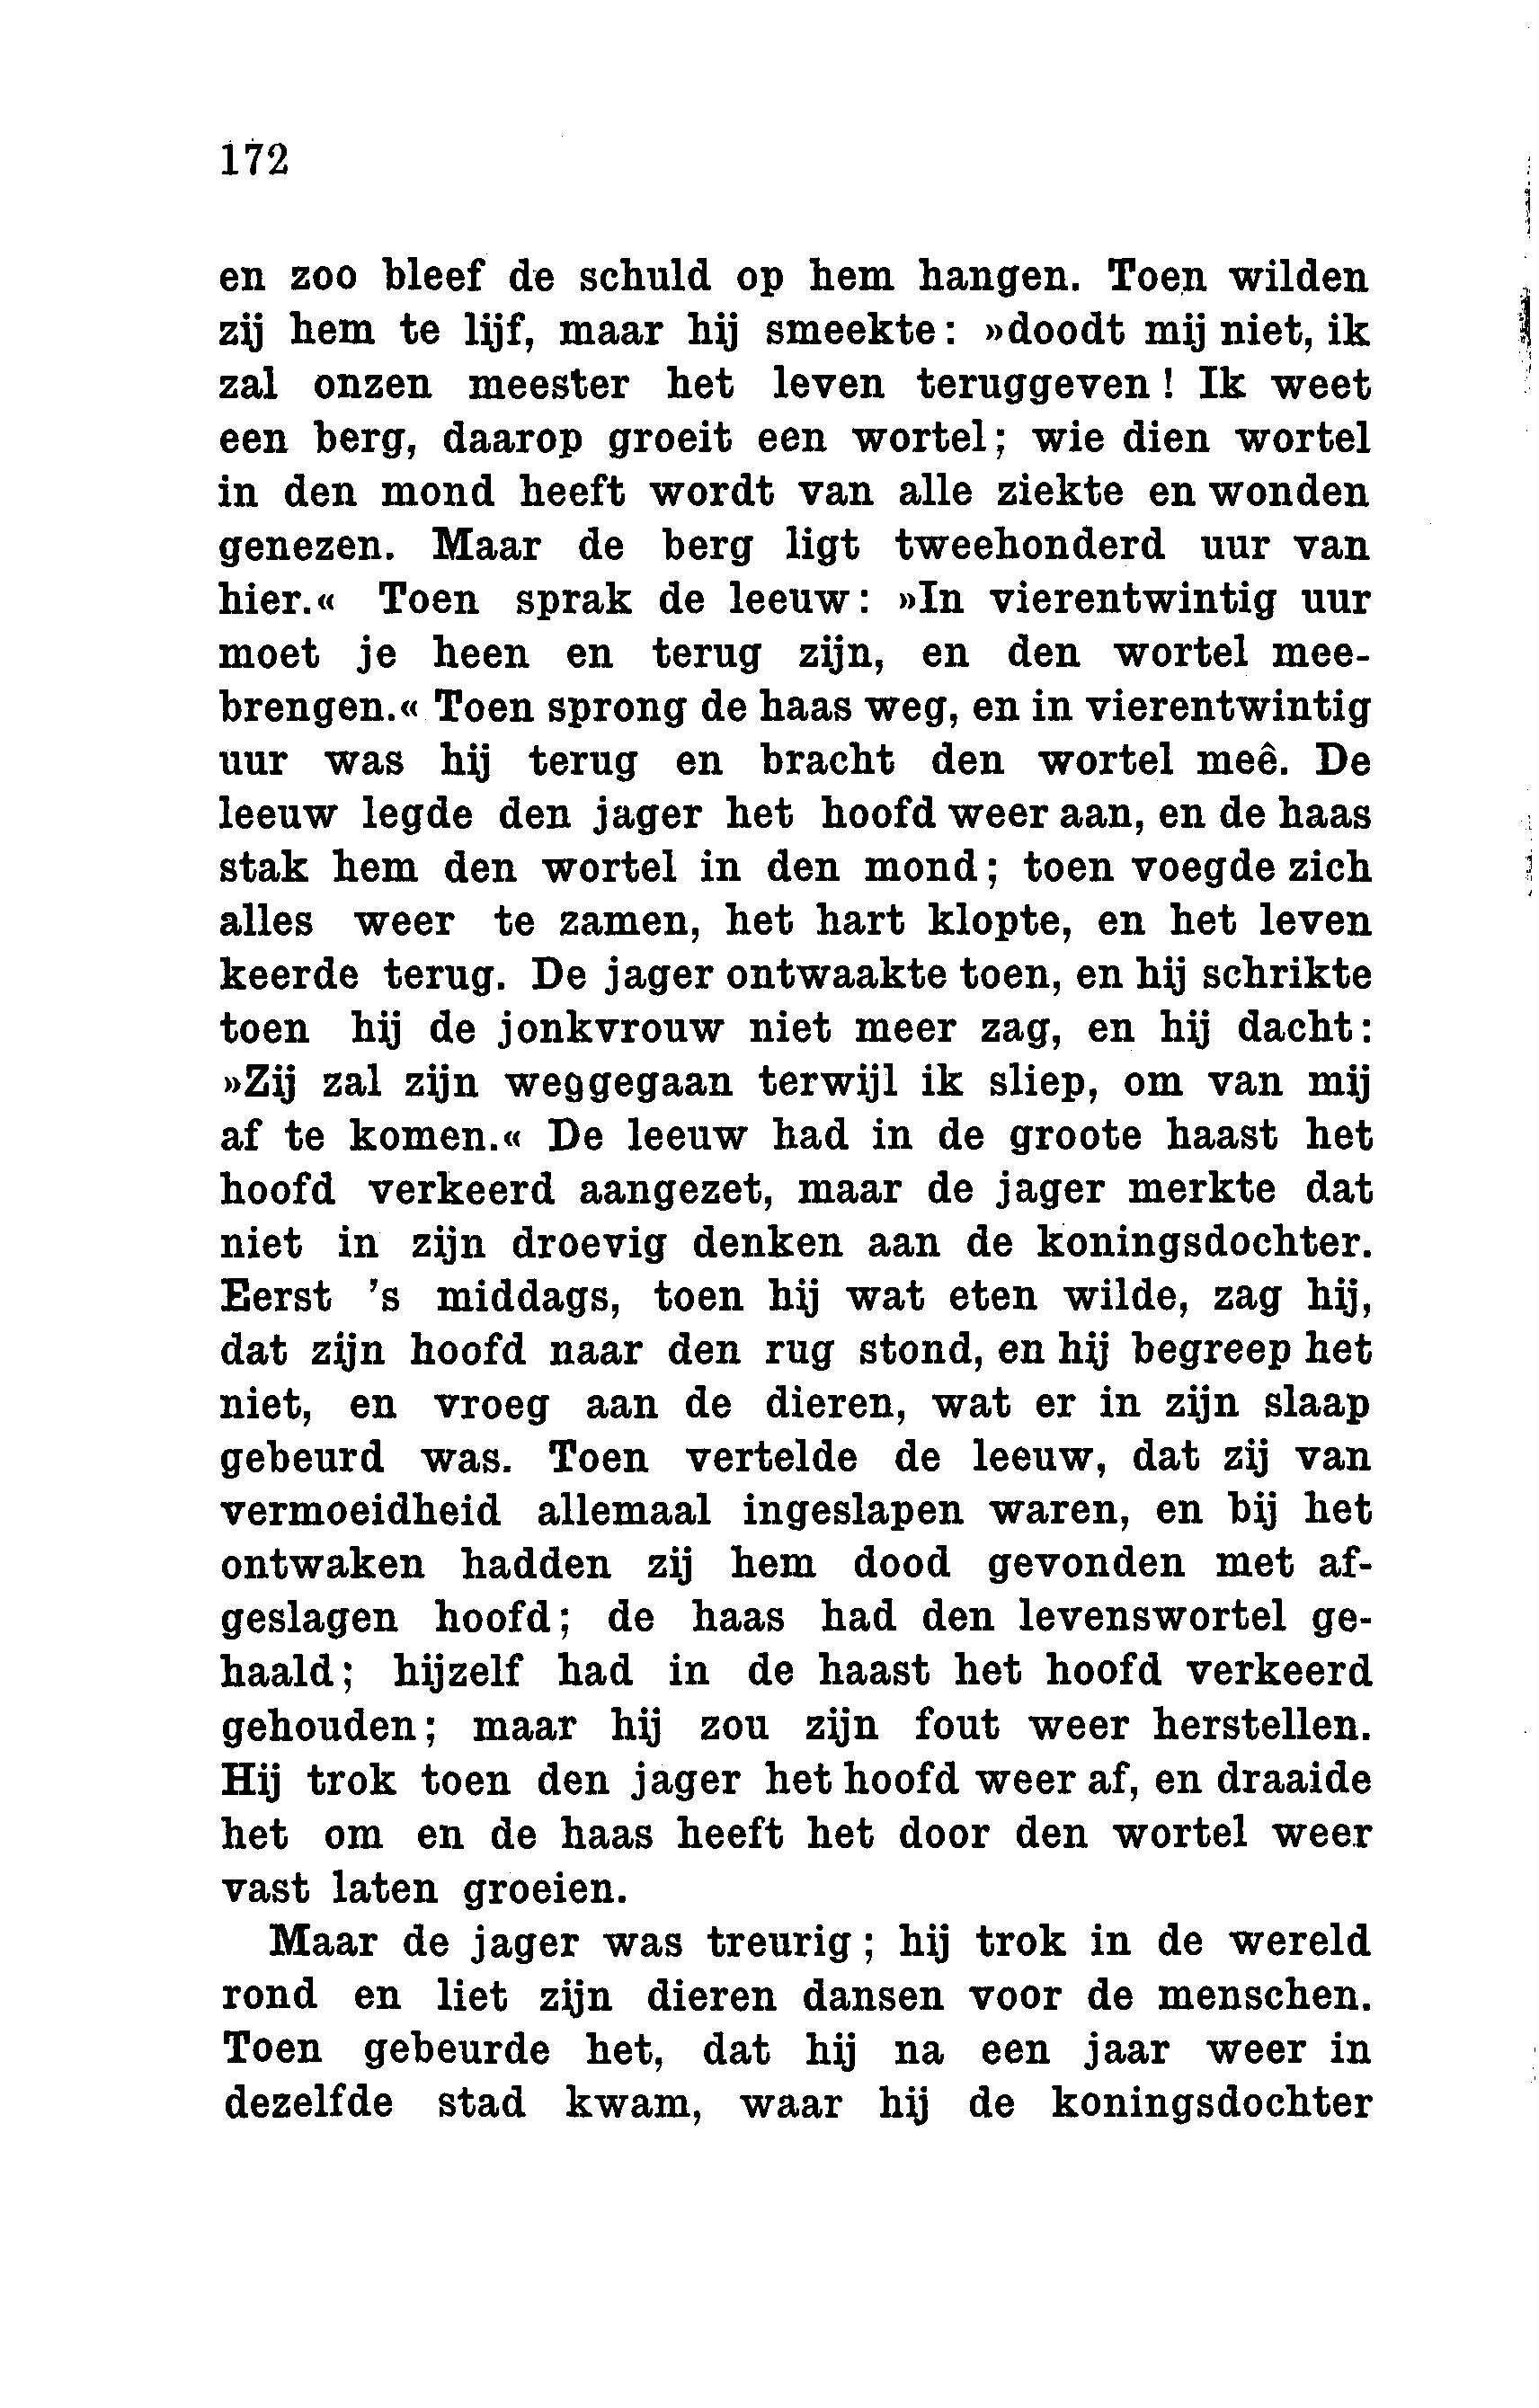 172
en zoo bleef de schuld op hem hangen. Toen wilden
zij hem te lijf, maar hij smeekte: »doodt mij niet, ik
zal onzen meester het leven teruggeven! Ik weet
een berg, daarop groeit een wortel; wie dien wortel
in den mond heeft wordt van alle ziekte en wonden
genezen. Maar de berg ligt tweehonderd uur van
hier.« Toen sprak de leeuw: »In vierentwintig uur
moet je heen en terug zijn, en den wortel mee-
brengen.« Toen sprong de haas weg, en in vierentwintig
uur was hij terug en bracht den wortel meê. De
leeuw legde den jager het hoofd weer aan, en de haas
stak hem den wortel in den mond; toen voegde zich
alles weer te zamen, het hart klopte, en het leven
keerde terug. De jager ontwaakte toen, en hij schrikte
toen hij de jonkvrouw niet meer zag, en hij dacht:
»Zij zal zijn weggegaan terwijl ik sliep, om van mij
af te komen.« De leeuw had in de groote haast het
hoofd verkeerd aangezet, maar de jager merkte dat
niet in zijn droevig denken aan de koningsdochter.
Eerst 's middags, toen hij wat eten wilde, zag hij,
dat zijn hoofd naar den rug stond, en hij begreep het
niet, en vroeg aan de dieren, wat er in zijn slaap
gebeurd was. Toen vertelde de leeuw, dat zij van
vermoeidheid allemaal ingeslapen waren, en bij het
ontwaken hadden zij hem dood gevonden met af-
geslagen hoofd; de haas had den levenswortel ge-
haald; hijzelf had in de haast het hoofd verkeerd
gehouden; maar hij zou zijn fout weer herstellen.
Hij trok toen den jager het hoofd weer af, en draaide
het om en de haas heeft het door den wortel weer
vast laten groeien.
Maar de jager was treurig; hij trok in de wereld
rond en liet zijn dieren dansen voor de menschen.
Toen gebeurde het, dat hij na een jaar weer in
dezelfde stad kwam, waar hij de koningsdochter